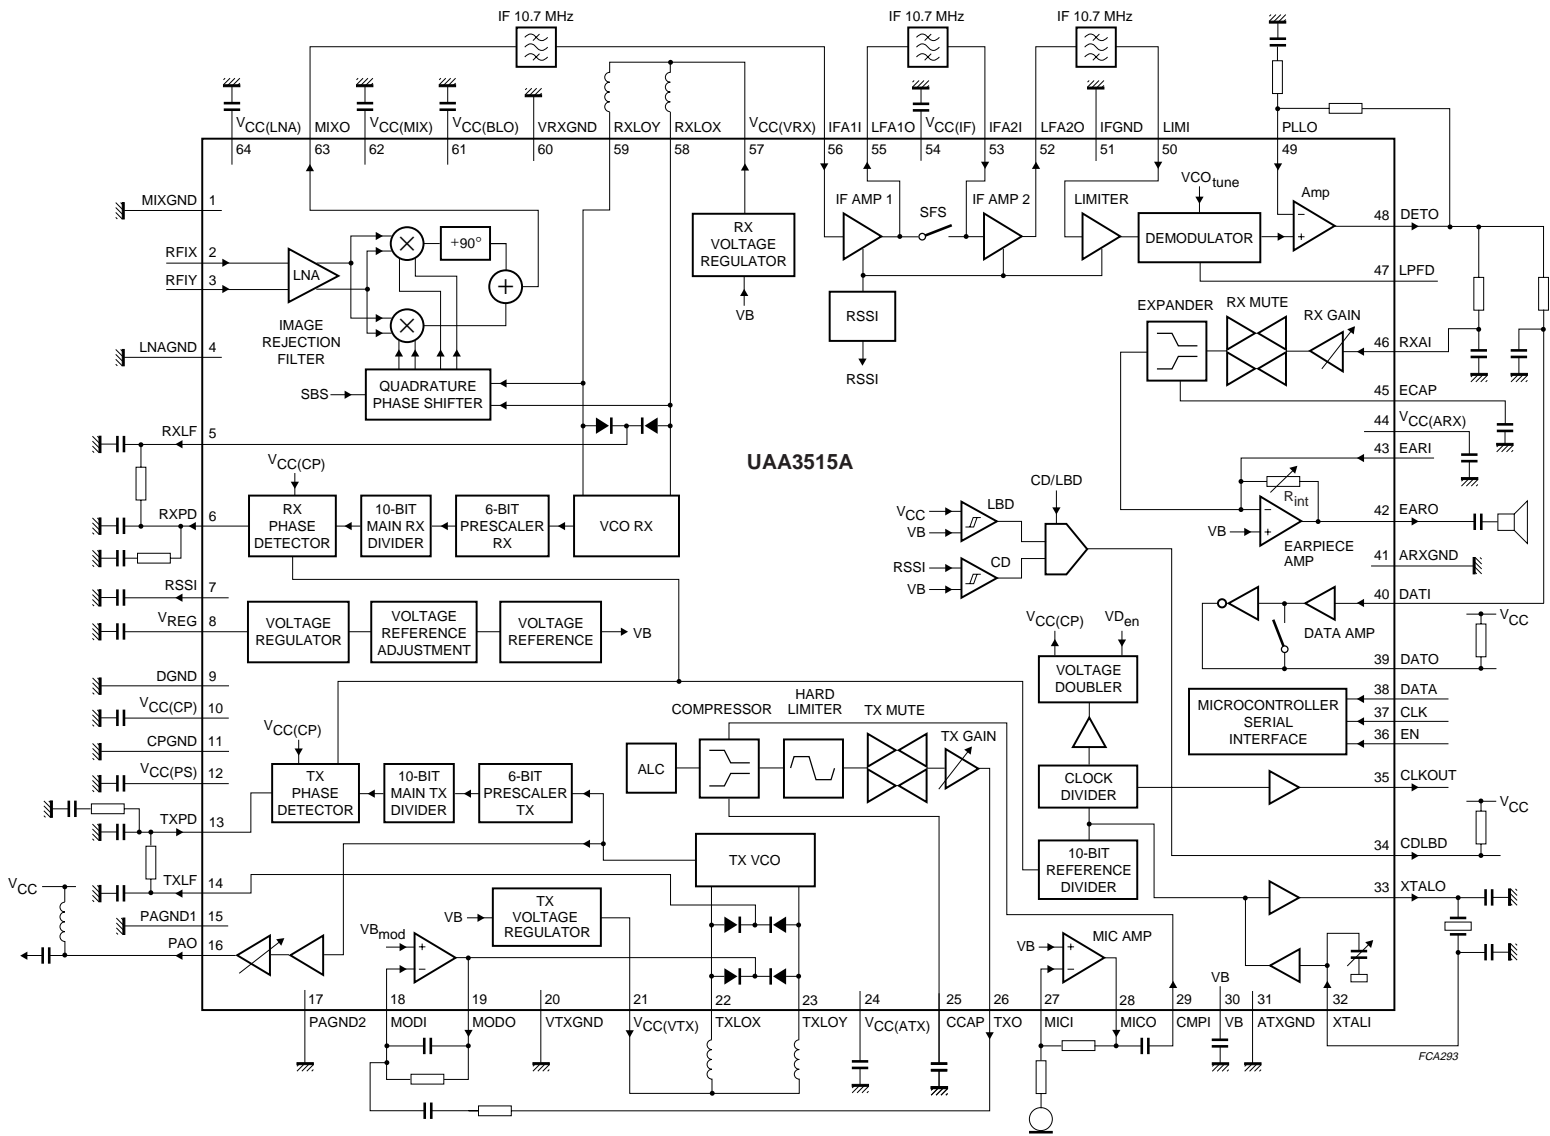 IF 10.7 MHz
IF 10.7 MHz
IF 10.7 MHz
VCC(LNA)
MIXO
VCC(MIX)
VCC(BLO)
VRXGND
RXLOY
RXLOX
VCC(VRX)
IFA1I
LFA1O
VCC(IF)
IFA2I
LFA2O
IFGND
LIMI
PLLO
64
63
62
61
60
59
58
57
56
55
54
53
52
51
50
49
MIXGND
1
RFIX
2
RFIY
3
LNAGND
4
RXLF
5
RXPD
6
RSSI
7
VREG
8
DGND
9
VCC(CP)
10
CPGND
11
VCC(PS)
12
TXPD
13
TXLF
14
VCC
PAGND1
15
PAO
16
LNA
IMAGE
REJECTION
FILTER
+90°
+
SBS
QUADRATURE
PHASE SHIFTER
RX
VOLTAGE
REGULATOR
VB
IF AMP 1
SFS
IF AMP 2
LIMITER
RSSI
RSSI
VCOtune
DEMODULATOR
Amp
−
+
48
DETO
47
LPFD
EXPANDER
RX MUTE
RX GAIN
46
RXAI
45
ECAP
44
VCC(ARX)
43
EARI
Rint
−
+
VB
EARPIECE
AMP
42
EARO
41
ARXGND
40
DATI
DATA AMP
VCC
39
DATO
38
DATA
37
CLK
36
EN
MICROCONTROLLER
SERIAL
INTERFACE
35
CLKOUT
VCC
34
CDLBD
33
XTALO
UAA3515A
VCC(CP)
RX
PHASE
DETECTOR
10-BIT
MAIN RX
DIVIDER
6-BIT
PRESCALER
RX
VCO RX
CD/LBD
VCC
VB
LBD
RSSI
VB
CD
VOLTAGE
REGULATOR
VOLTAGE
REFERENCE
ADJUSTMENT
VOLTAGE
REFERENCE
VB
VCC(CP)
VDen
VOLTAGE
DOUBLER
CLOCK
DIVIDER
10-BIT
REFERENCE
DIVIDER
VCC(CP)
TX
PHASE
DETECTOR
10-BIT
MAIN TX
DIVIDER
6-BIT
PRESCALER
TX
ALC
COMPRESSOR
HARD
LIMITER
TX MUTE
TX GAIN
TX VCO
VB
TX
VOLTAGE
REGULATOR
VBmod
+
−
VB
+
−
MIC AMP
VB
17
18
19
20
21
22
23
24
25
26
27
28
29
30
31
32
PAGND2
MODI
MODO
VTXGND
VCC(VTX)
TXLOX
TXLOY
VCC(ATX)
CCAP
TXO
MICI
MICO
CMPI
VB
ATXGND
XTALI
FCA293